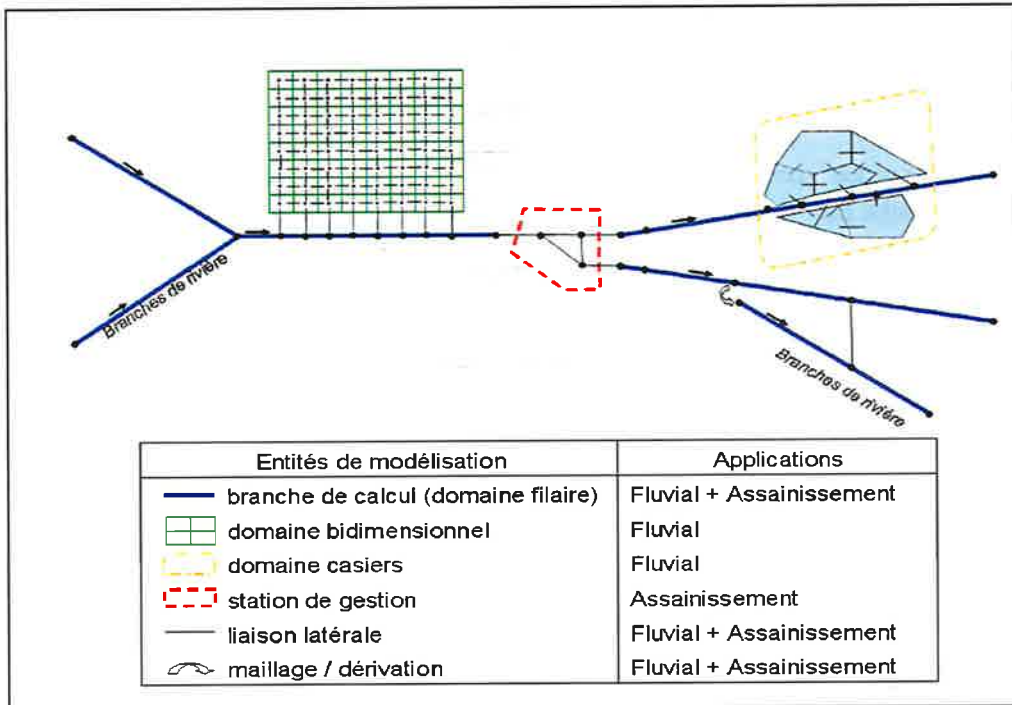 Branches de rivière
Branches de rivière
Entités de modélisation Applications
branche de calcul (domaine filaire) Fluvial + Assainissement
domaine bidimensionnel Fluvial
domaine casiers Fluvial
station de gestion Assainissement
liaison latérale Fluvial + Assainissement
maillage / dérivation Fluvial + Assainissement